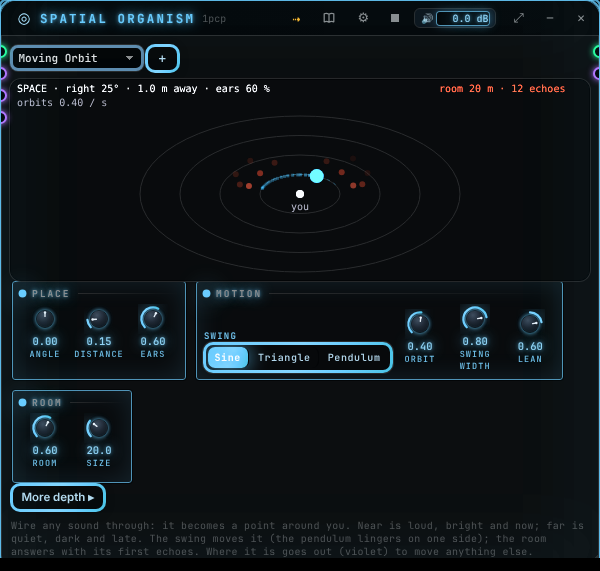 SPATIAL ORGANISM 1pcp
0.0 dB
Moving Orbit
+
SPACE · right 25° · 1.0 m away · ears 60 %
room 20 m · 12 echoes
orbits 0.40 / s
you
PLACE
0.00
0.15
0.60
ANGLE
DISTANCE
EARS
MOTION
SWING
Sine
Triangle
Pendulum
0.40
ORBIT
0.80
SWING
WIDTH
0.60
LEAN
ROOM
0.60
20.0
ROOM
SIZE
More depth ▸
Wire any sound through: it becomes a point around you. Near is loud, bright and now; far is
quiet, dark and late. The swing moves it (the pendulum lingers on one side); the room
answers with its first echoes. Where it is goes out (violet) to move anything else.